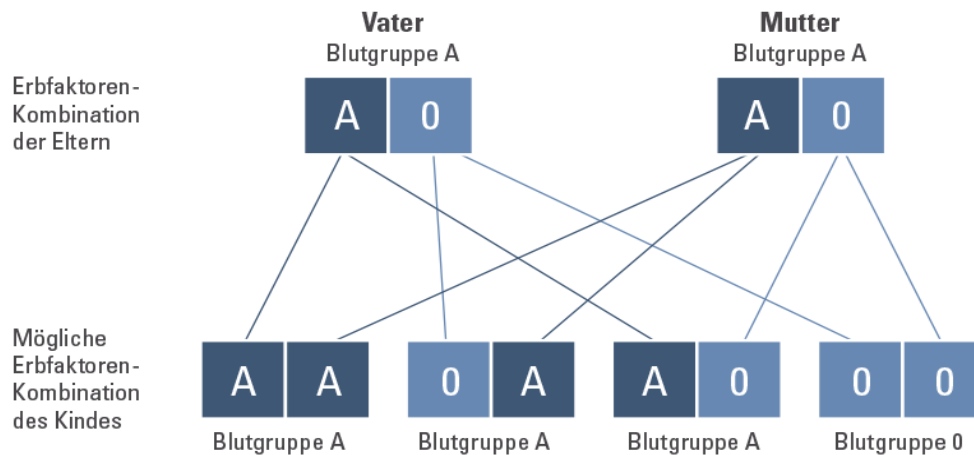 Vater
Mutter
Blutgruppe A
Blutgruppe A
Erbfaktoren-
Kombination
der Eltern
A 0
A 0
Mögliche
Erbfaktoren-
Kombination
des Kindes
A A
0 A
A 0
0 0
Blutgruppe A
Blutgruppe A
Blutgruppe A
Blutgruppe 0